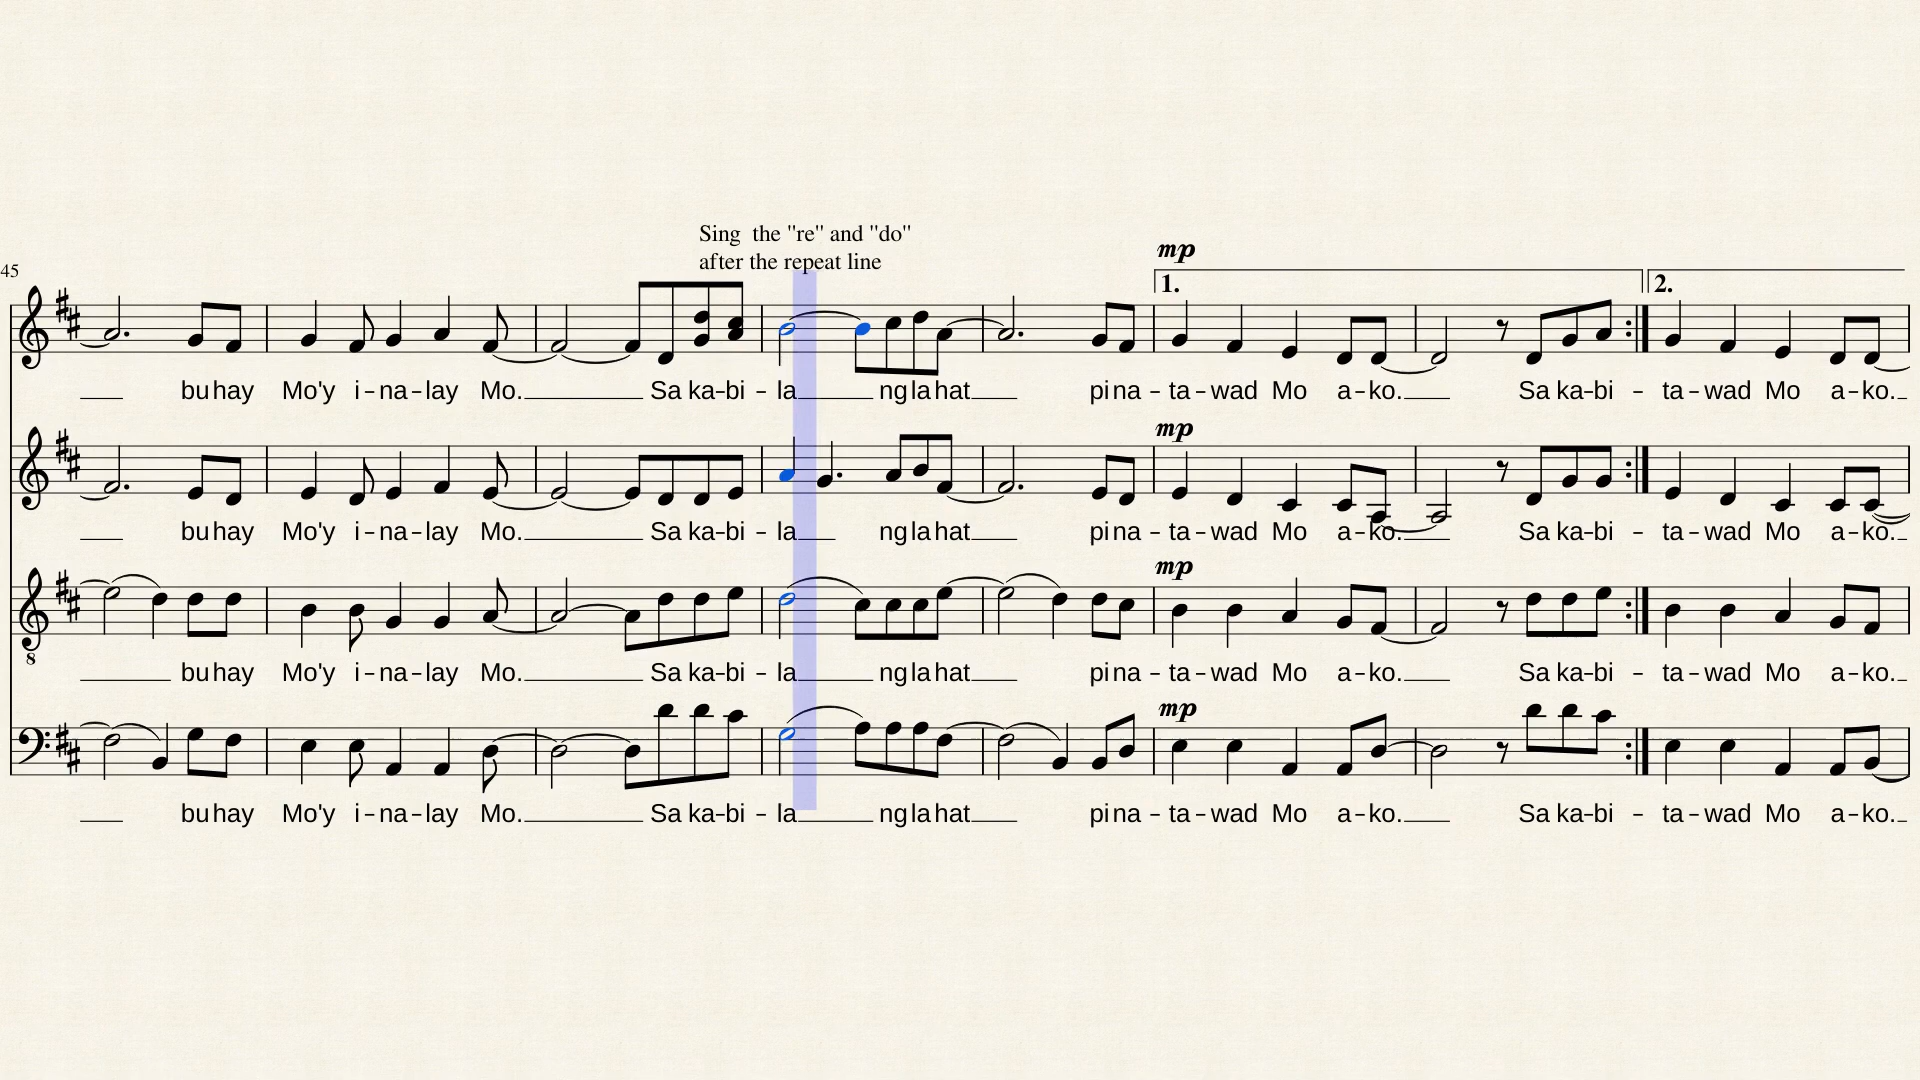 Sing the "re" and "do"
after the repeat line
mp
45
1.
2.
buhay Mo'y i-na-lay Mo. Sa ka-bi-la ng la hat pi na-ta-wad Mo a-ko. Sa ka-bi - ta-wad Mo a-ko.
mp
buhay Mo'y i-na-lay Mo. Sa ka-bi-la ng la hat pi na-ta-wad Mo a-ko. Sa ka-bi - ta-wad Mo a-ko.
mp
8
buhay Mo'y i-na-lay Mo. Sa ka-bi-la ng la hat pi na-ta-wad Mo a-ko. Sa ka-bi - ta-wad Mo a-ko.
mp
buhay Mo'y i-na-lay Mo. Sa ka-bi-la ng la hat pi na-ta-wad Mo a-ko. Sa ka-bi - ta-wad Mo a-ko.